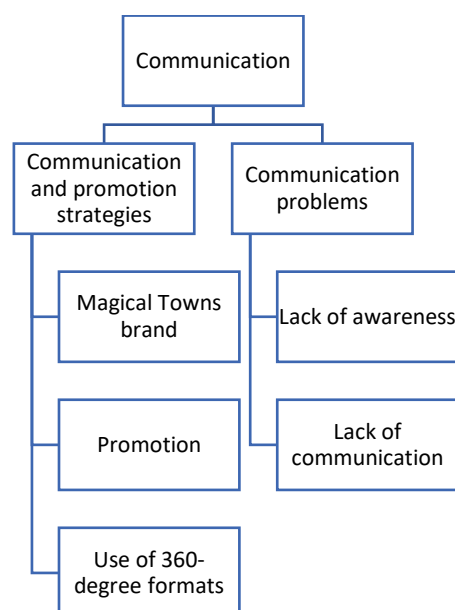 Communication
Communication
and promotion
strategies
Communication
problems
Magical Towns
brand
Lack of awareness
Promotion
Lack of
communication
Use of 360-
degree formats